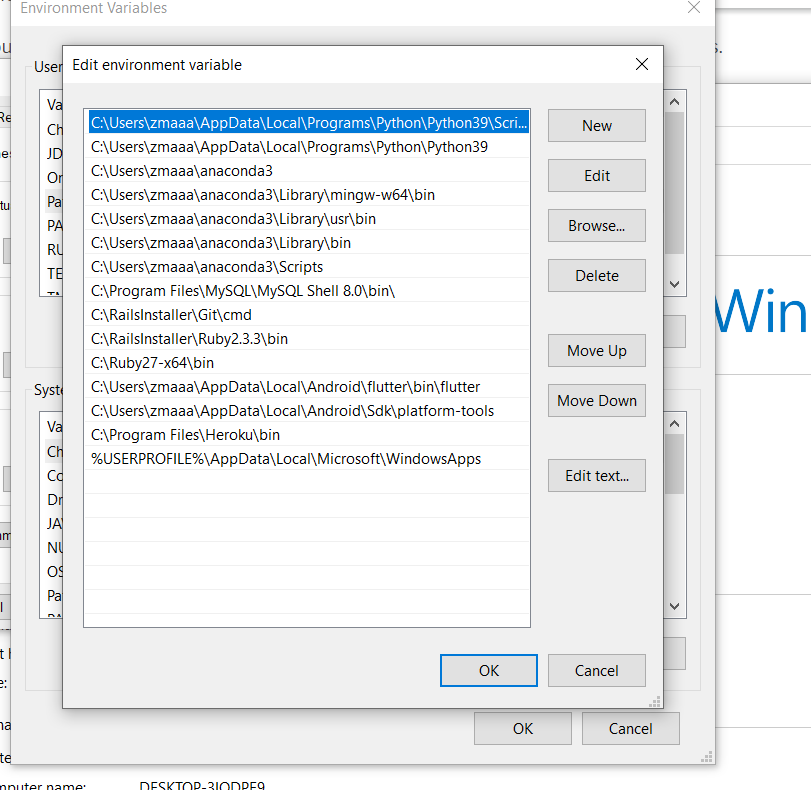 Environment Variables
Edit environment variable
User
C:\Users\zmaaa\AppData\Local\Programs\Python\Python39\Scri...
C:\Users\zmaaa\AppData\Local\Programs\Python\Python39
C:\Users\zmaaa\anaconda3
C:\Users\zmaaa\anaconda3\Library\mingw-w64\bin
C:\Users\zmaaa\anaconda3\Library\usr\bin
C:\Users\zmaaa\anaconda3\Library\bin
C:\Users\zmaaa\anaconda3\Scripts
C:\Program Files\MySQL\MySQL Shell 8.0\bin\
C:\RailsInstaller\Git\cmd
C:\RailsInstaller\Ruby2.3.3\bin
C:\Ruby27-x64\bin
C:\Users\zmaaa\AppData\Local\Android\flutter\bin\flutter
C:\Users\zmaaa\AppData\Local\Android\Sdk\platform-tools
C:\Program Files\Heroku\bin
%USERPROFILE%\AppData\Local\Microsoft\WindowsApps
New
Edit
Browse...
Delete
Move Up
Move Down
Edit text...
OK
Cancel
Va
Ch
JD
On
Pa
PA
RU
TE
Syste
Va
Ch
Co
Dr
JA
NU
OS
Pa
Win
OK
Cancel
mputer name:
DESKTOP-3IODPE9